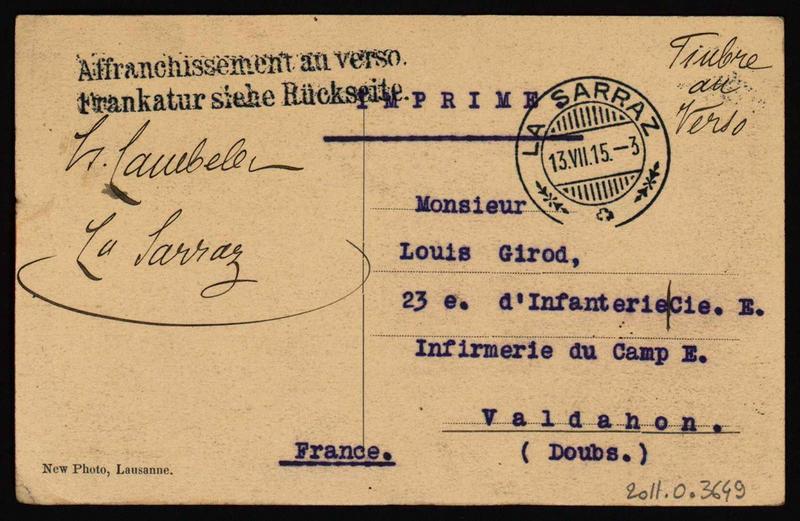 Affranchissement au verso.
Frankatur siehe Rückseite.
IMPRIME
LA SARRAZ
13.VII.15.-3
Timbre
au
Verso
La Sarraz
Monsieur
Louis Girod,
23 e. d'Infanterie Cie. E.
Infirmerie du Camp E.
Valdahon.
France.
(Doubs.)
New Photo, Lausanne.
2011.0.3649